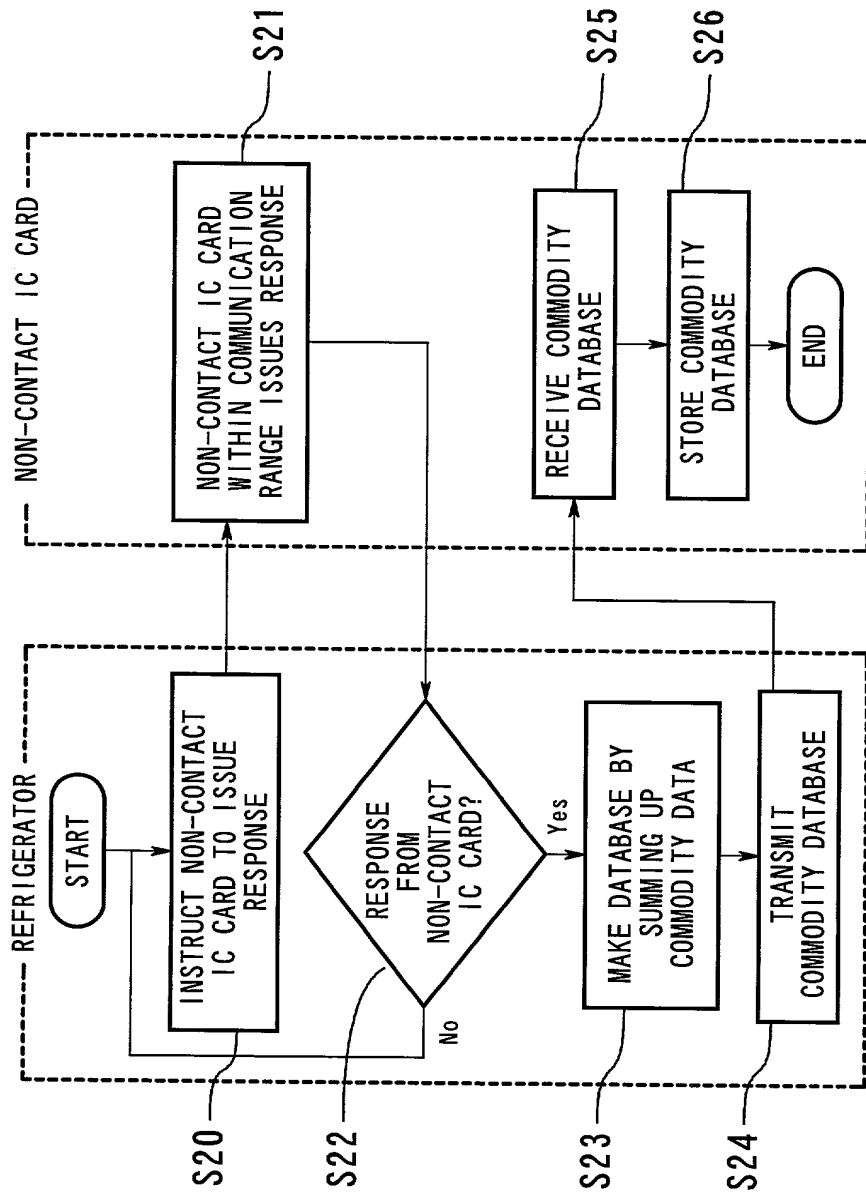 REFRIGERATOR
START
INSTRUCT NON-CONTACT
IC CARD TO ISSUE
RESPONSE
S20
RESPONSE
FROM
NON-CONTACT
IC CARD?
S22
No
Yes
MAKE DATABASE BY
SUMMING UP
COMMODITY DATA
S23
TRANSMIT
COMMODITY DATABASE
S24
NON-CONTACT IC CARD
NON-CONTACT IC CARD
WITHIN COMMUNICATION
RANGE ISSUES RESPONSE
S21
RECEIVE COMMODITY
DATABASE
S25
STORE COMMODITY
DATABASE
S26
END